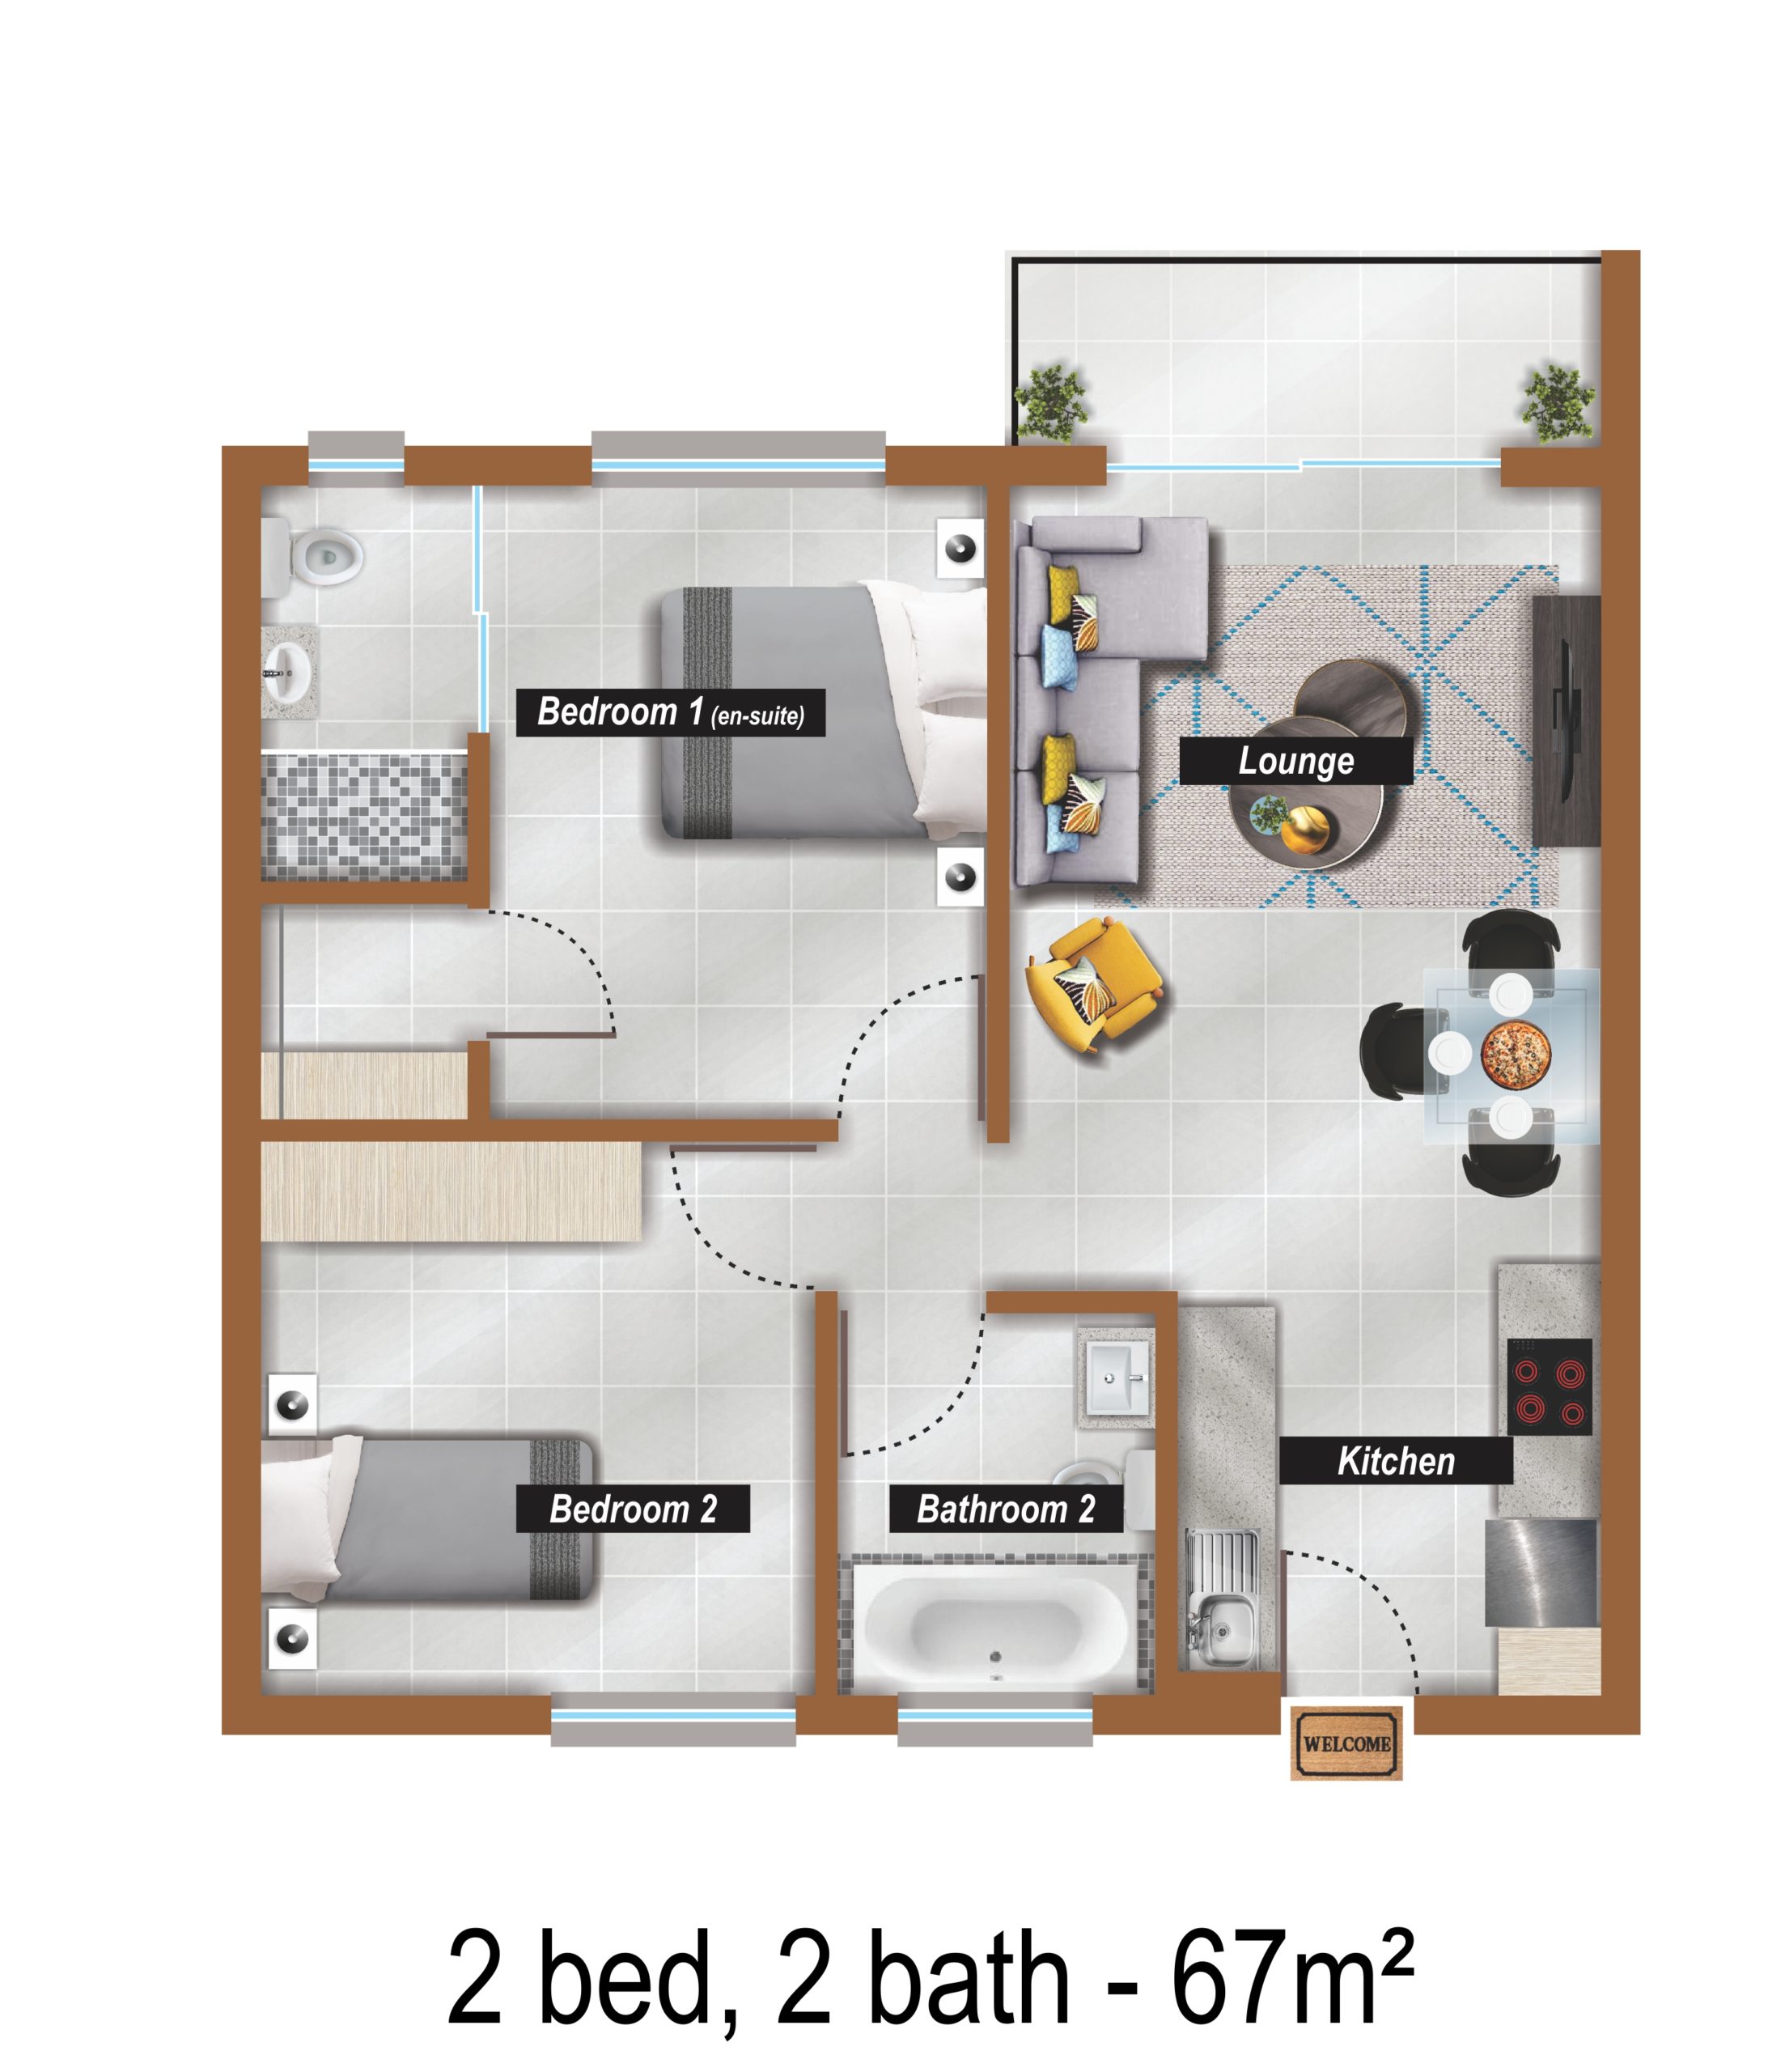 Bedroom 1 (en-suite)
Lounge
Kitchen
Bedroom 2
Bathroom 2
WELCOME
2 bed, 2 bath - 67m²